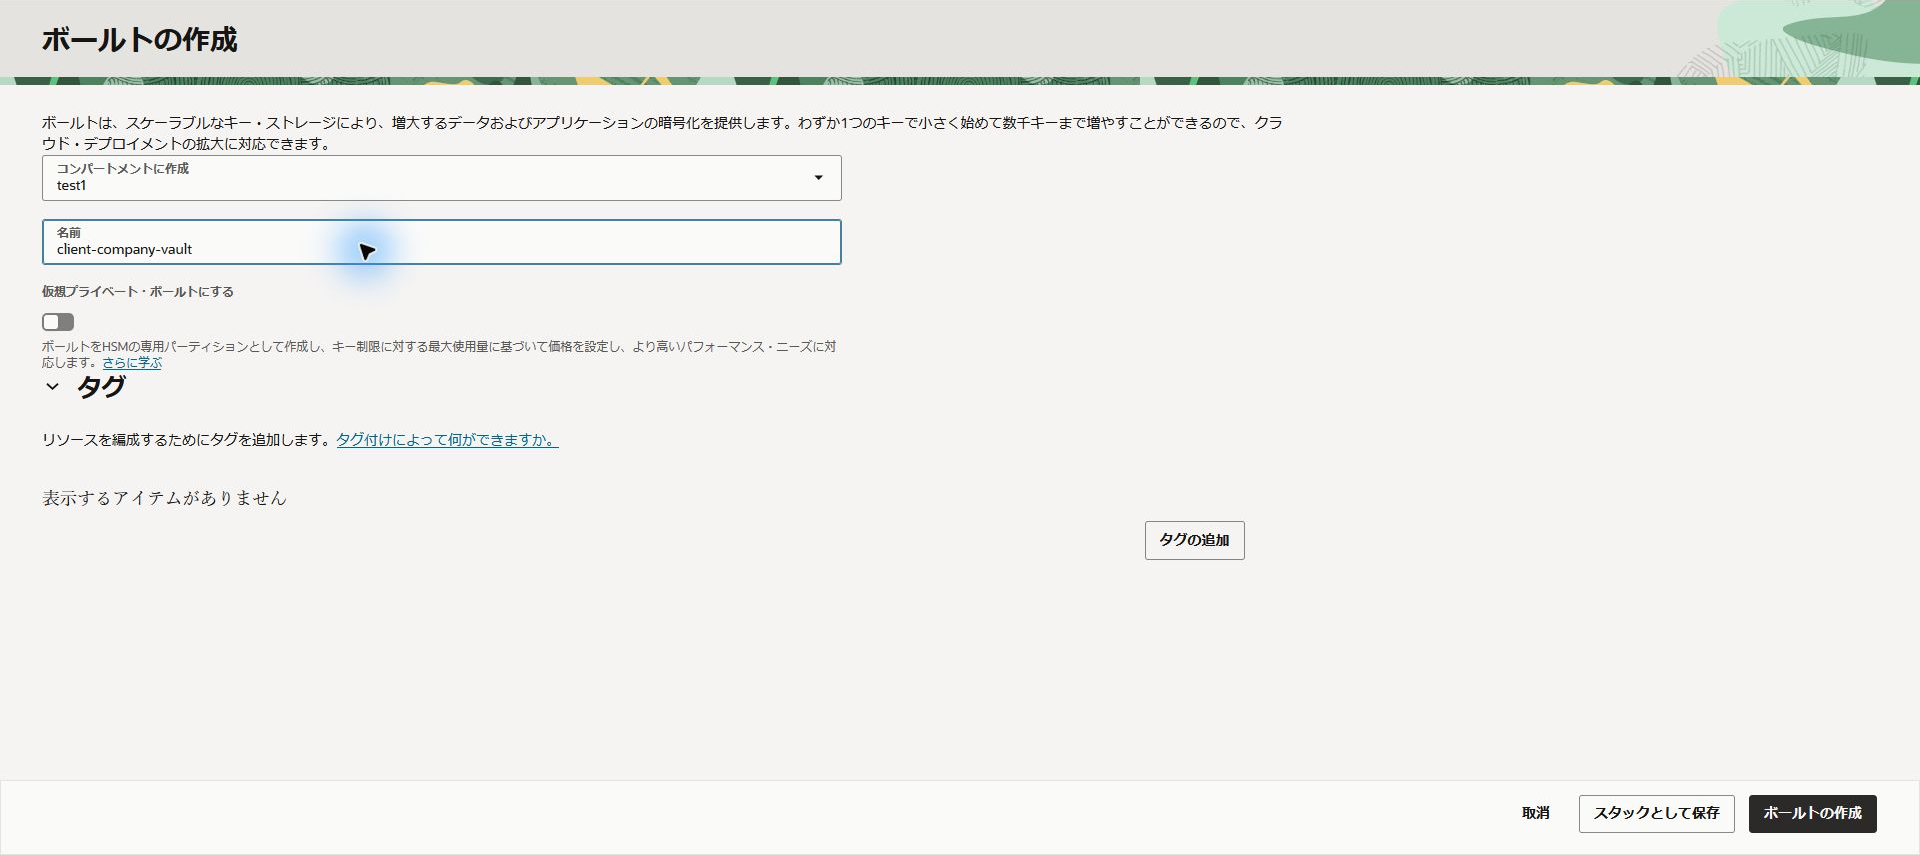 ボールトの作成
ボールトは、スケーラブルなキー・ストレージにより、増大するデータおよびアプリケーションの暗号化を提供します。わずか1つのキーで小さく始めて数千キーまで増やすことができるので、クラ
ウド・デプロイメントの拡大に対応できます。
コンパートメントに作成
test1
名前
client-company-vault
仮想プライベート・ボールトにする
ボールトをHSMの専用パーティションとして作成し、キー制限に対する最大使用量に基づいて価格を設定し、より高いパフォーマンス・ニーズに対
応します。さらに学ぶ
タグ
リソースを編成するためにタグを追加します。タグ付けによって何ができますか。
表示するアイテムがありません
タグの追加
取消
スタックとして保存
ボールトの作成